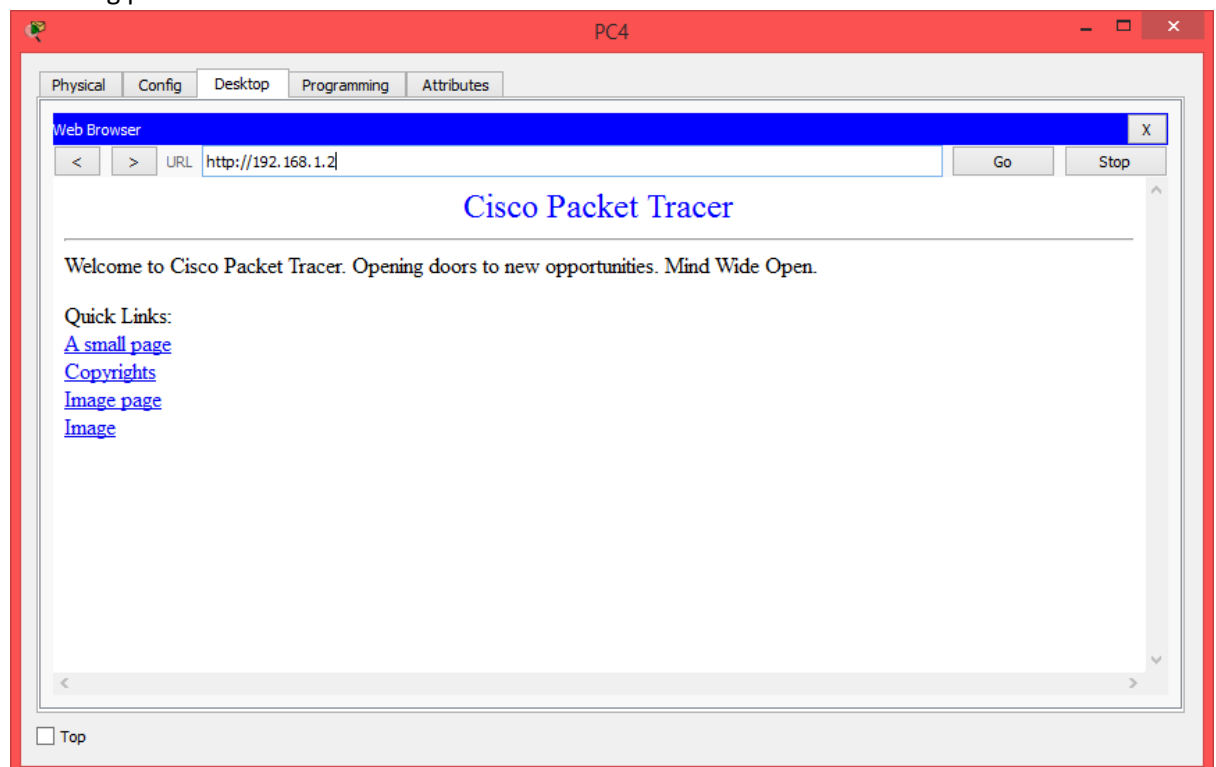 PC4
Physical Config Desktop Programming Attributes
Web Browser X
< > URL http://192.168.1.2 Go Stop
Cisco Packet Tracer
Welcome to Cisco Packet Tracer. Opening doors to new opportunities. Mind Wide Open.
Quick Links:
A small page
Copyrights
Image page
Image
Top